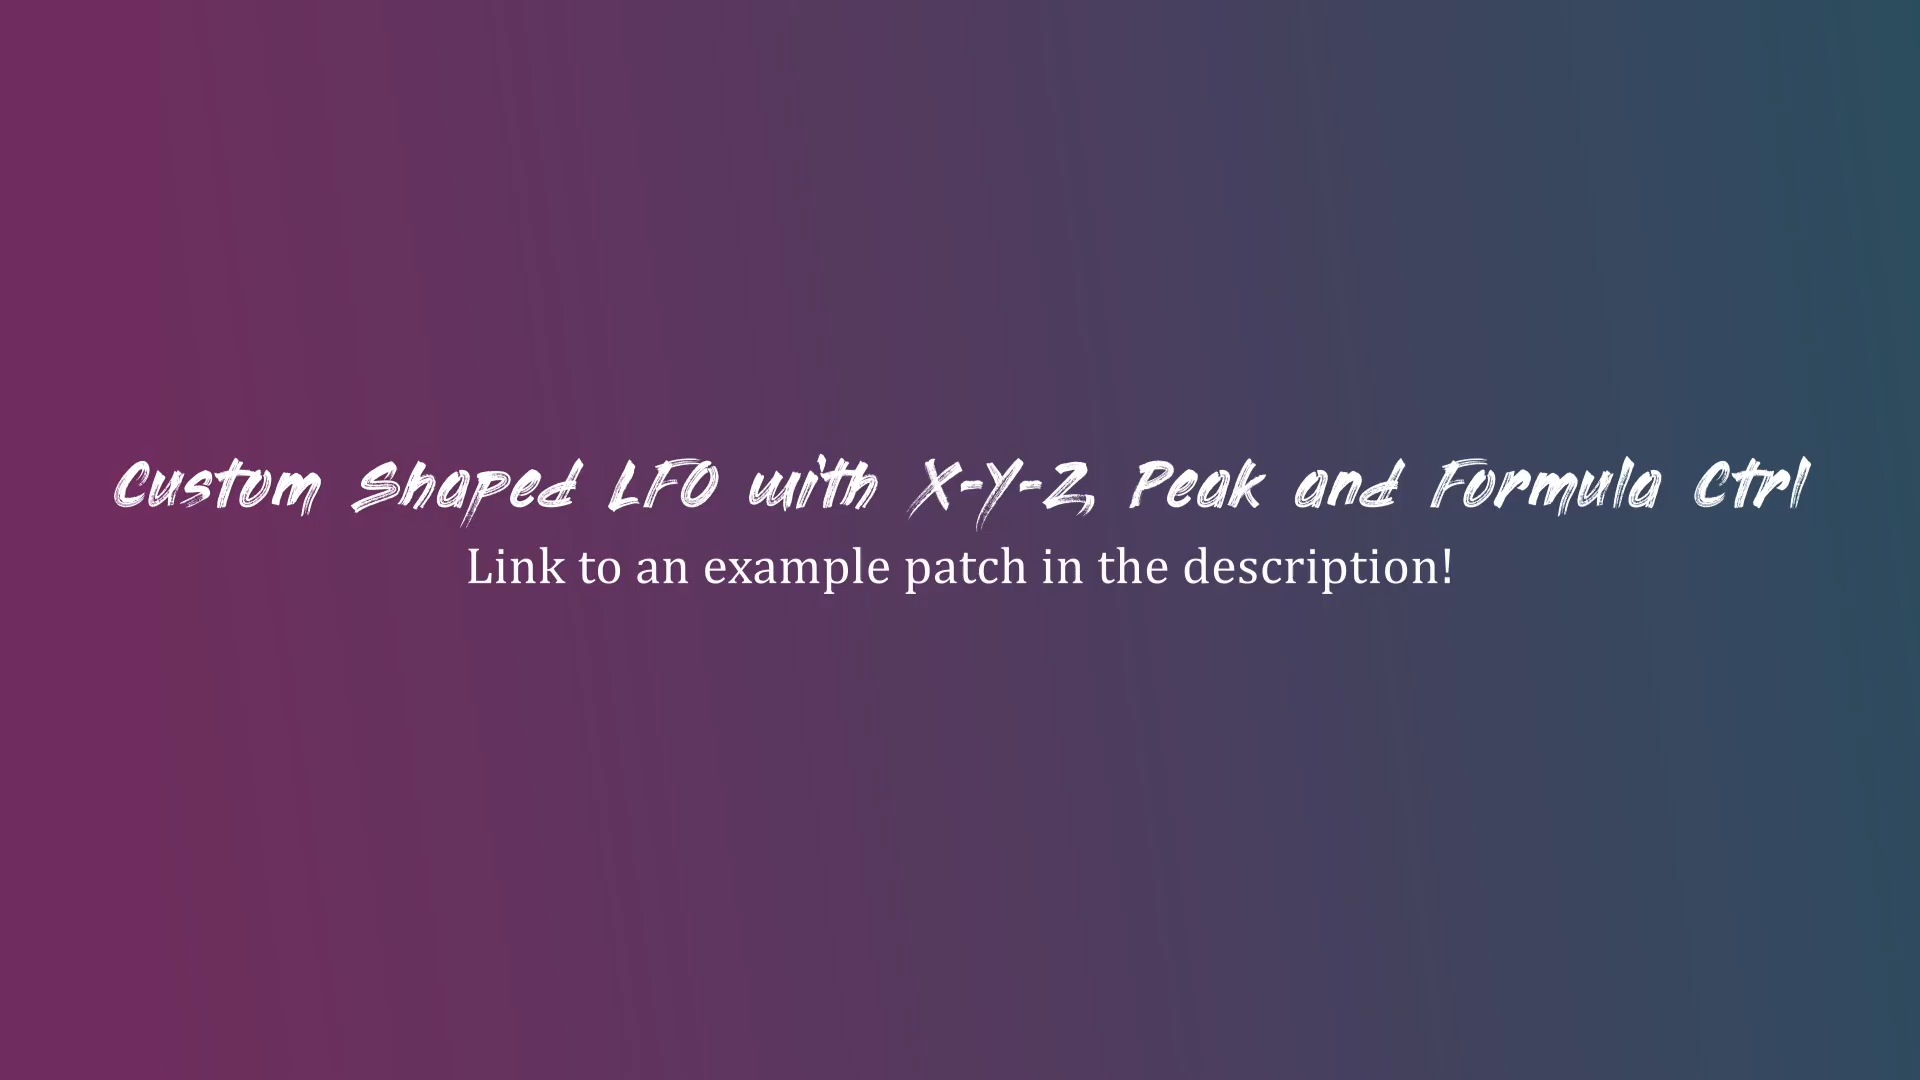 Custom Shaped LFO with X-Y-Z, Peak and Formula Ctrl
Link to an example patch in the description!